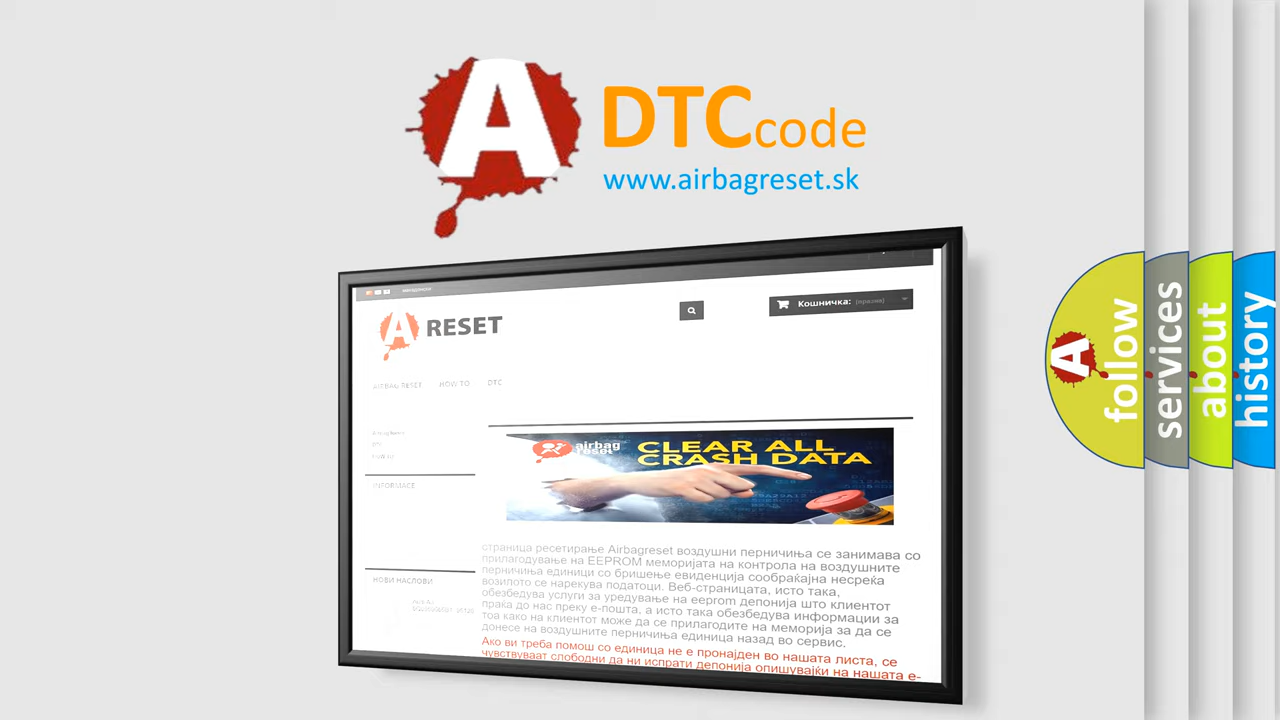 A DTC code
www.airbagreset.sk
A RESET
Кошничка: (празна)
AIRBAG RESET HOW TO DTC
INFORMACE
airbag reset CLEAR ALL
CRASH DATA
страница ресетирање Airbagreset воздушни перничиња се занимава со
прилагодување на EEPROM меморијата на контрола на воздушните
перничиња единици со бришење евиденција сообраќајна несреќа
возилото се нарекува податоци. Веб-страницата, исто така,
обезбедува услуги за уредување на eeprom депонија што клиентот
праќа до нас преку е-пошта, а исто така обезбедува информации за
тоа како на клиентот може да се прилагодите на меморија за да се
донесе на воздушните перничиња единица назад во сервис.
Ако ви треба помош со единица не е пронајден во нашата листа, се
чувствуваат слободни да ни испрати депонија опишувајќи на нашата е-
НОВИ НАСЛОВИ
A
follow
services
about
history